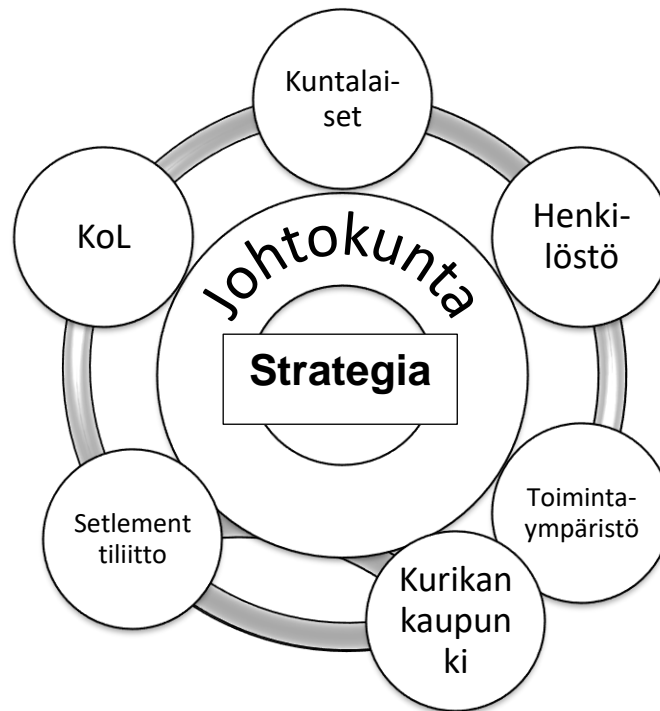 Kuntalai-
set
KoL
Henki-
löstö
Johtokunta
Strategia
Setlement
tiliitto
Toiminta-
ympäristö
Kurikan
kaupun
ki